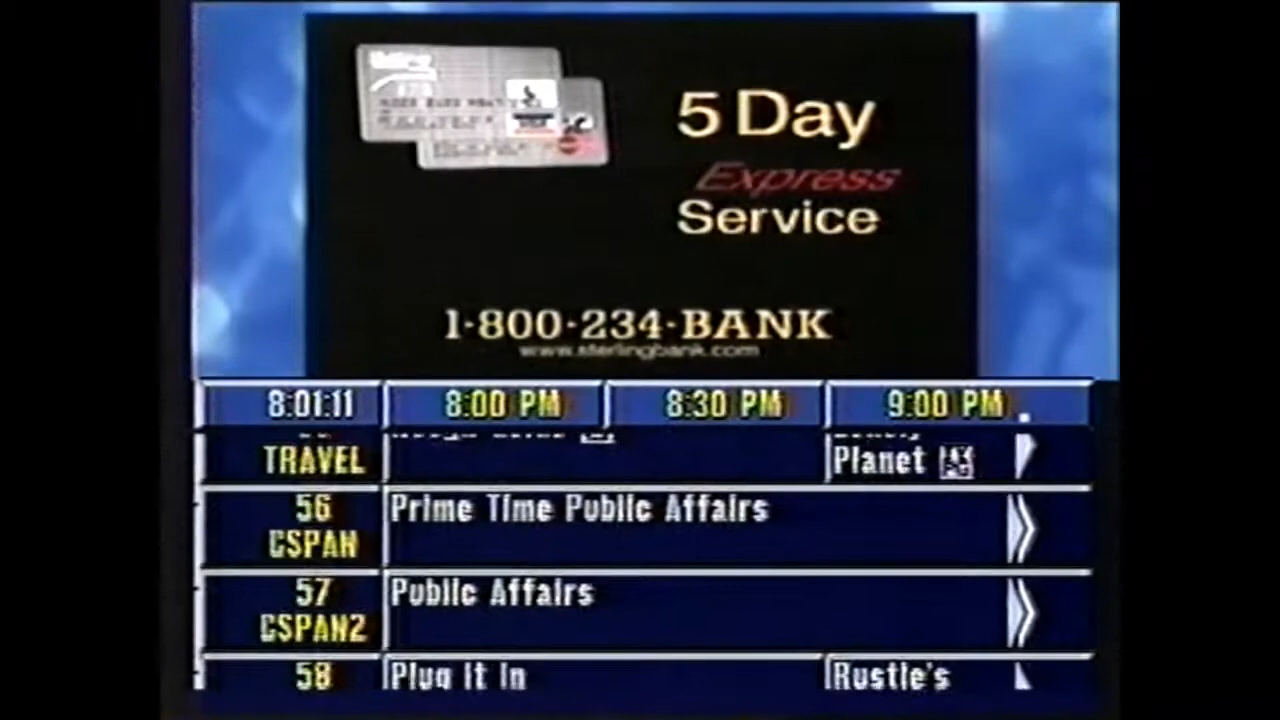 5 Day
Express
Service
VISA
1-800-234-BANK
www.sterlingbank.com
8:01:11 8:00 PM 8:30 PM 9:00 PM
TRAVEL Planet
56 Prime Time Public Affairs
CSPAN
57 Public Affairs
CSPAN2
58 Plug It In Rustle's